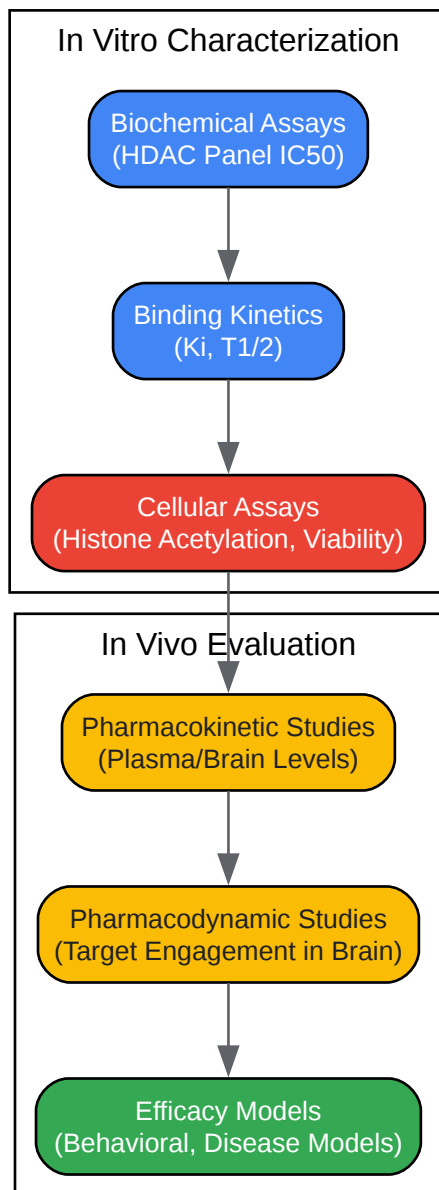 In Vitro Characterization
Biochemical Assays
(HDAC Panel IC50)
Binding Kinetics
(Ki, T1/2)
Cellular Assays
(Histone Acetylation, Viability)
In Vivo Evaluation
Pharmacokinetic Studies
(Plasma/Brain Levels)
Pharmacodynamic Studies
(Target Engagement in Brain)
Efficacy Models
(Behavioral, Disease Models)